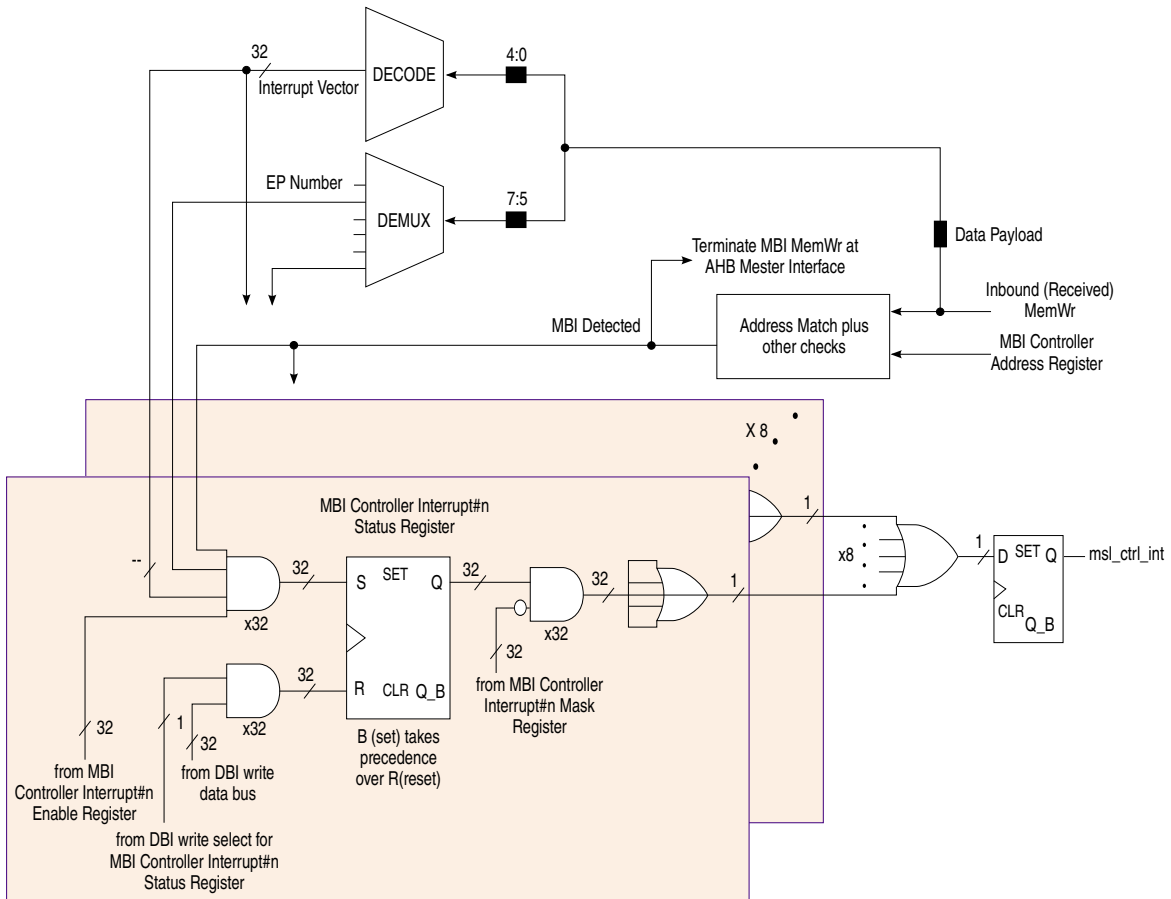 32
Interrupt Vector
DECODE
4:0
EP Number
DEMUX
7:5
Data Payload
Terminate MBI MemWr at
AHB Mester Interface
Inbound (Received)
MemWr
MBI Detected
Address Match plus
other checks
MBI Controller
Address Register
X 8
MBI Controller Interrupt#n
Status Register
1
x8
1
D SET Q
CLR
Q_B
msl_ctrl_int
--
x32
32
S SET Q
R CLR Q_B
32
x32
32
1
32
from MBI Controller
Interrupt#n Mask
Register
x32
32
B (set) takes
precedence
over R(reset)
32
1
32
from MBI
Controller Interrupt#n
Enable Register
from DBI write
data bus
from DBI write select for
MBI Controller Interrupt#n
Status Register